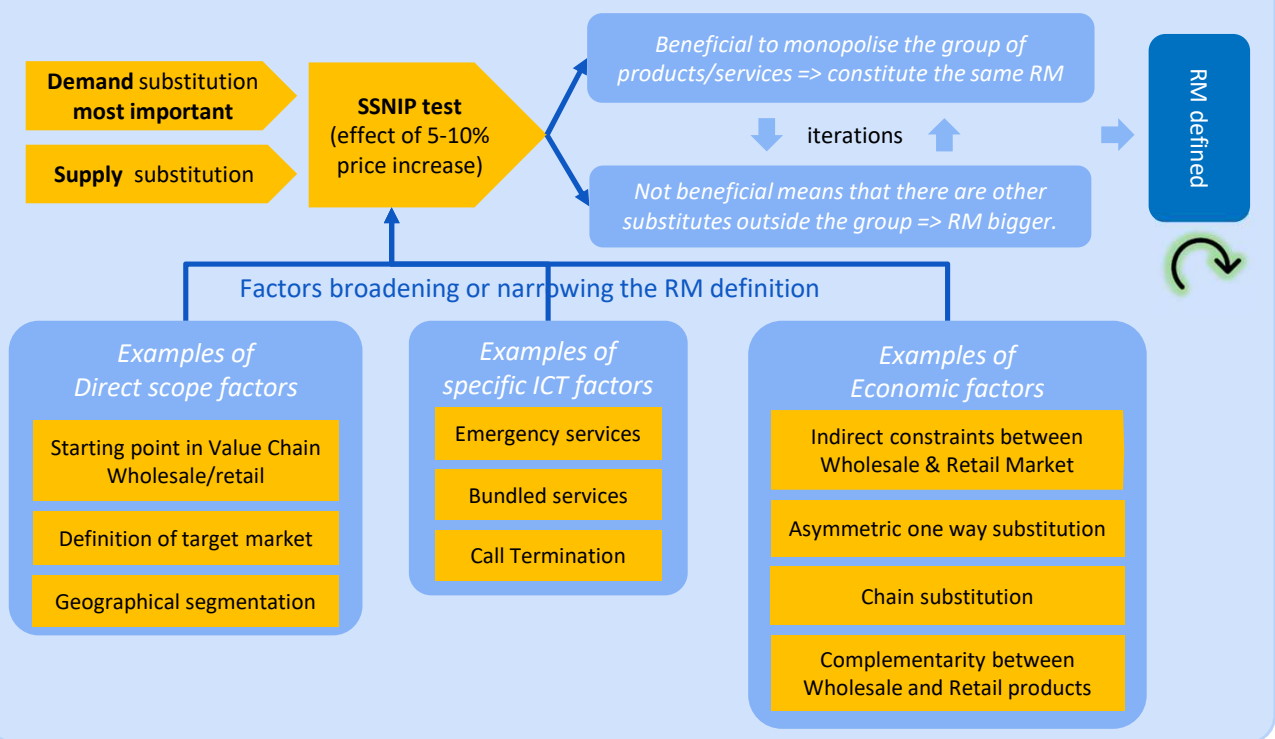 Demand substitution
most important
Supply substitution
SSNIP test
(effect of 5-10%
price increase)
Beneficial to monopolise the group of
products/services => constitute the same RM
iterations
Not beneficial means that there are other
substitutes outside the group => RM bigger.
RM defined
Factors broadening or narrowing the RM definition
Examples of
Direct scope factors
Starting point in Value Chain
Wholesale/retail
Definition of target market
Geographical segmentation
Examples of
specific ICT factors
Emergency services
Bundled services
Call Termination
Examples of
Economic factors
Indirect constraints between
Wholesale & Retail Market
Asymmetric one way substitution
Chain substitution
Complementarity between
Wholesale and Retail products